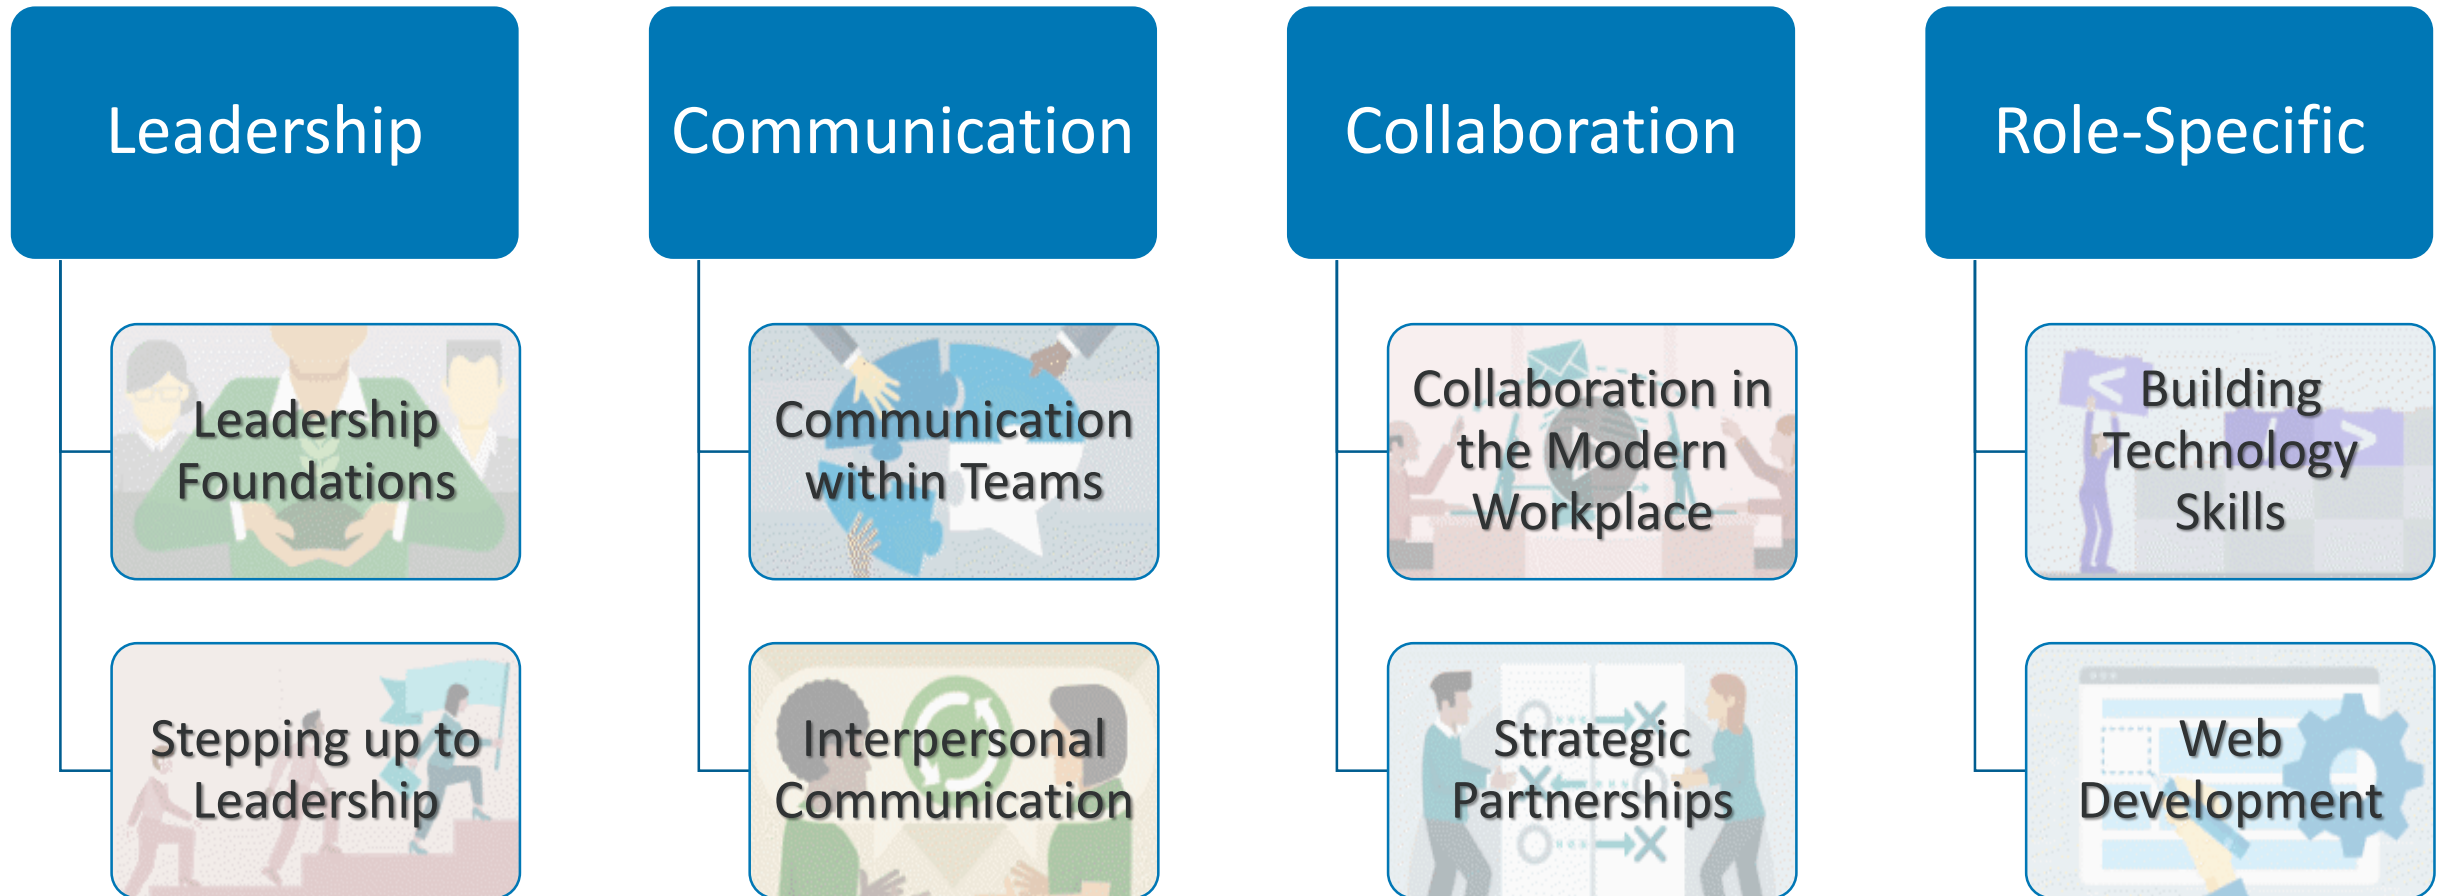 Leadership
Leadership
Foundations
Stepping up to
Leadership
Communication
Communication
within Teams
Interpersonal
Communication
Collaboration
Collaboration in
the Modern
Workplace
Strategic
Partnerships
Role-Specific
Building
Technology
Skills
Web
Development